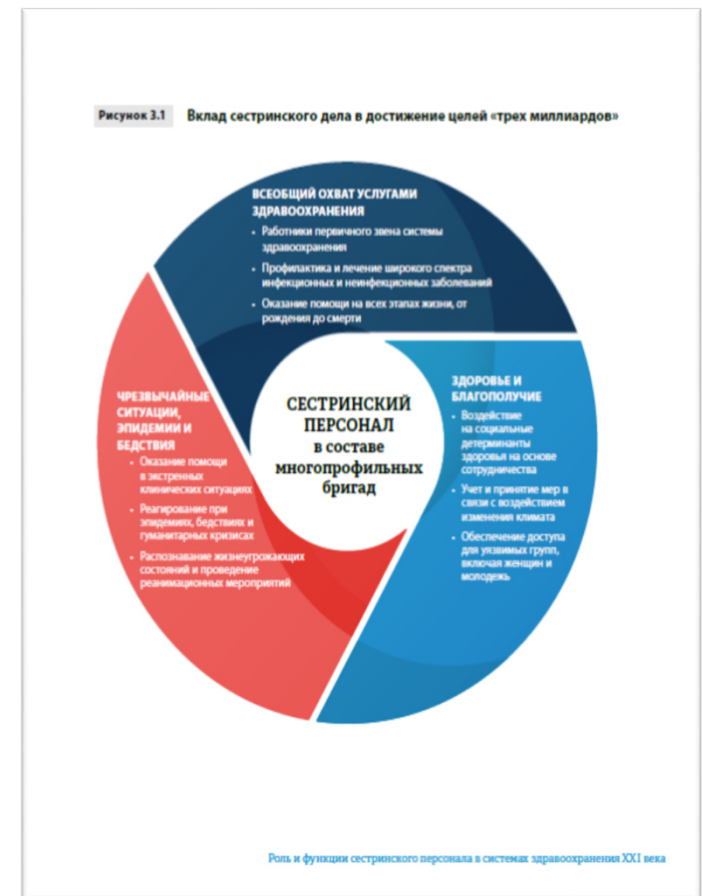 Рисунок 3.1 Вклад сестринского дела в достижение целей «трех миллиардов»
ВСЕОБЩИЙ ОХВАТ УСЛУГАМИ
ЗДРАВООХРАНЕНИЯ
• Работники первичного звена системы
здравоохранения
• Профилактика и лечение широкого спектра
инфекционных и неинфекционных заболеваний
• Оказание помощи на всех этапах жизни, от
рождения до смерти
ЧРЕЗВЫЧАЙНЫЕ
СИТУАЦИИ,
ЭПИДЕМИИ И
БЕДСТВИЯ
• Оказание помощи
в экстренных
клинических ситуациях
• Реагирование при
эпидемиях, бедствиях и
гуманитарных кризисах
• Распознавание жизнеугрожающих
состояний и проведение
реанимационных мероприятий
СЕСТРИНСКИЙ
ПЕРСОНАЛ
в составе
многопрофильных
бригад
ЗДОРОВЬЕ И
БЛАГОПОЛУЧИЕ
• Воздействие
на социальные
детерминанты
здоровья на основе
сотрудничества
• Учет и принятие мер в
связи с воздействием
изменения климата
• Обеспечение доступа
для уязвимых групп,
включая женщин и
молодежь
Роль и функции сестринского персонала в системах здравоохранения XXI века